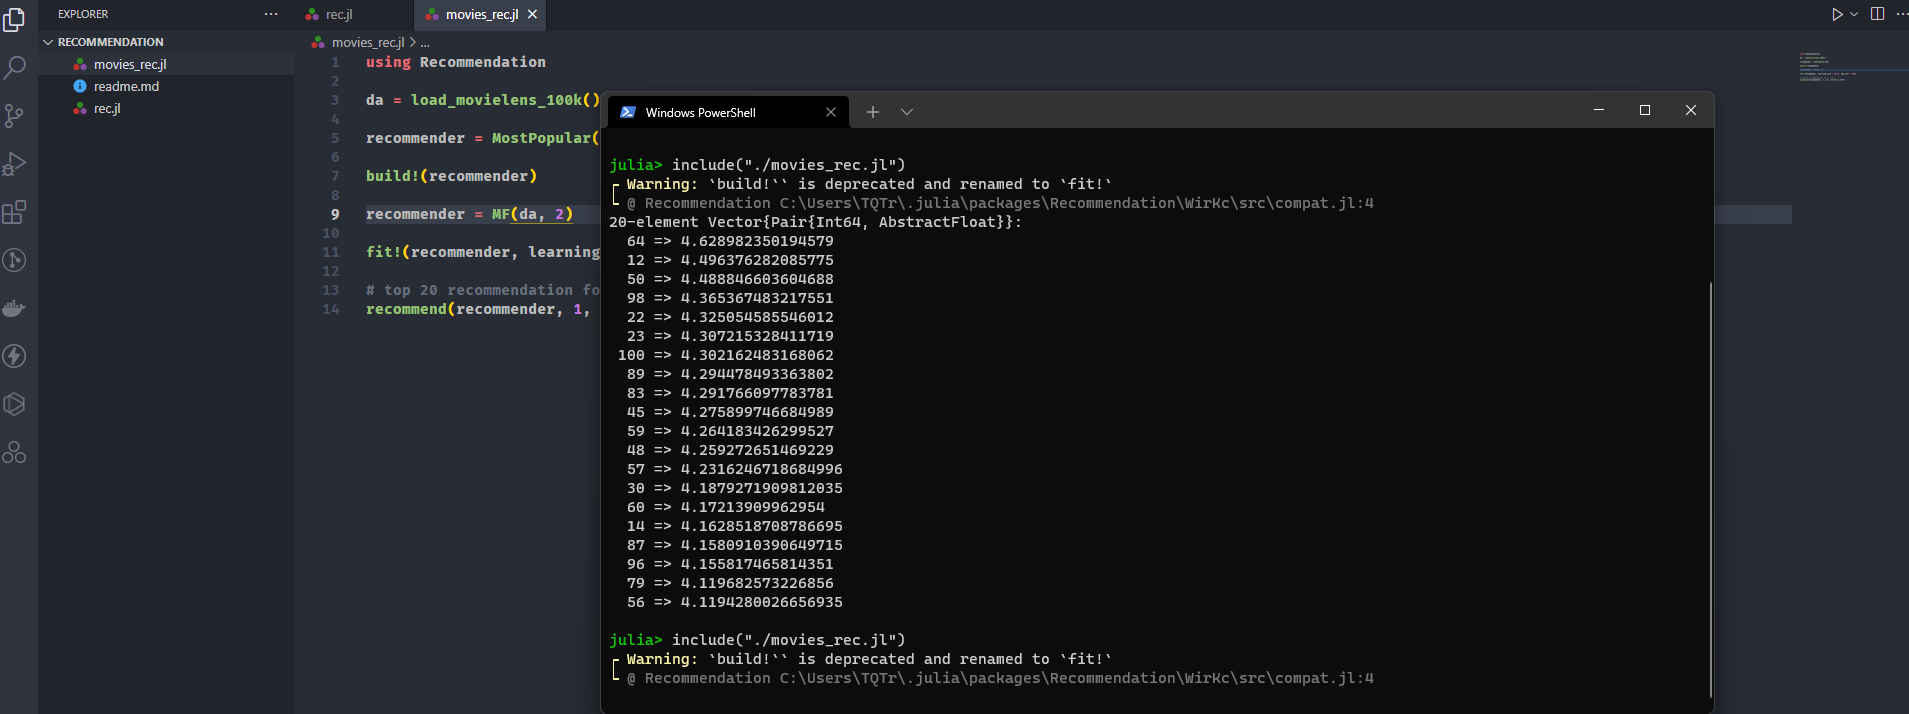 EXPLORER
RECOMMENDATION
movies_rec.jl
readme.md
rec.jl
rec.jl
movies_rec.jl
movies_rec.jl > ...
1 using Recommendation
2
3 da = load_movielens_100k()
4
5 recommender = MostPopular(
6
7 build!(recommender)
8
9 recommender = MF(da, 2)
10
11 fit!(recommender, learning
12
13 # top 20 recommendation fo
14 recommend(recommender, 1,
Windows PowerShell
julia> include("./movies_rec.jl")
┌ Warning: `build!`` is deprecated and renamed to `fit!`
└ @ Recommendation C:\Users\TQTr\.julia\packages\Recommendation\WirKc\src\compat.jl:4
20-element Vector{Pair{Int64, AbstractFloat}}:
64 => 4.628982350194579
12 => 4.496376282085775
50 => 4.488846603604688
98 => 4.365367483217551
22 => 4.325054585546012
23 => 4.307215328411719
100 => 4.302162483168062
89 => 4.294478493363802
83 => 4.291766097783781
45 => 4.275899746684989
59 => 4.264183426299527
48 => 4.259272651469229
57 => 4.2316246718684996
30 => 4.1879271909812035
60 => 4.17213909962954
14 => 4.1628518708786695
87 => 4.1580910390649715
96 => 4.155817465814351
79 => 4.119682573226856
56 => 4.1194280026656935
julia> include("./movies_rec.jl")
┌ Warning: `build!`` is deprecated and renamed to `fit!`
└ @ Recommendation C:\Users\TQTr\.julia\packages\Recommendation\WirKc\src\compat.jl:4